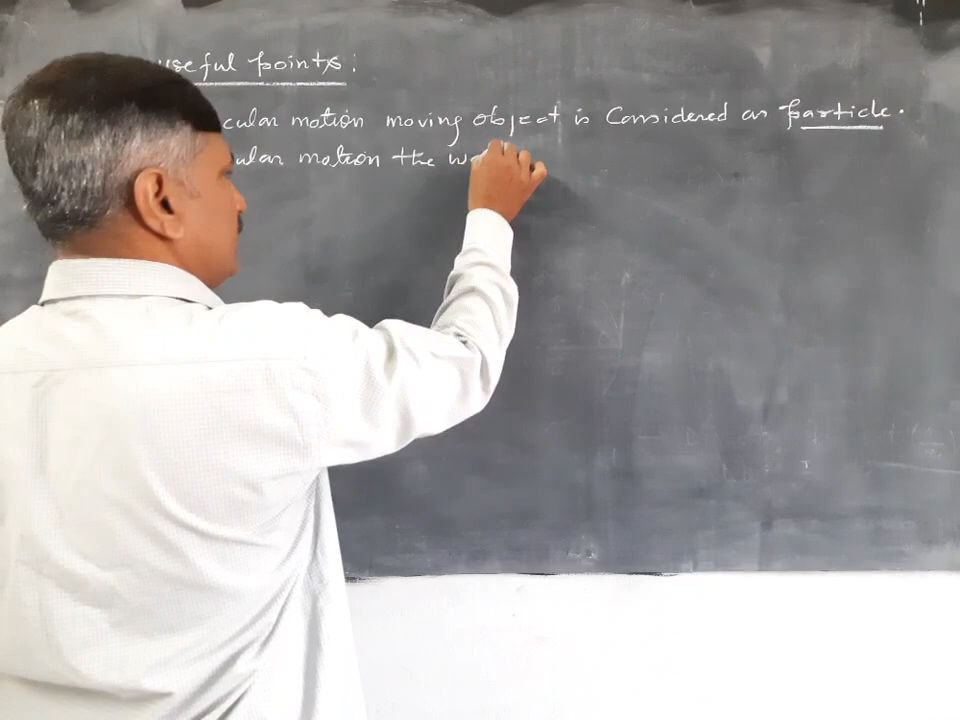 useful points:
cular motion moving object is Considered as particle.
ular motion the